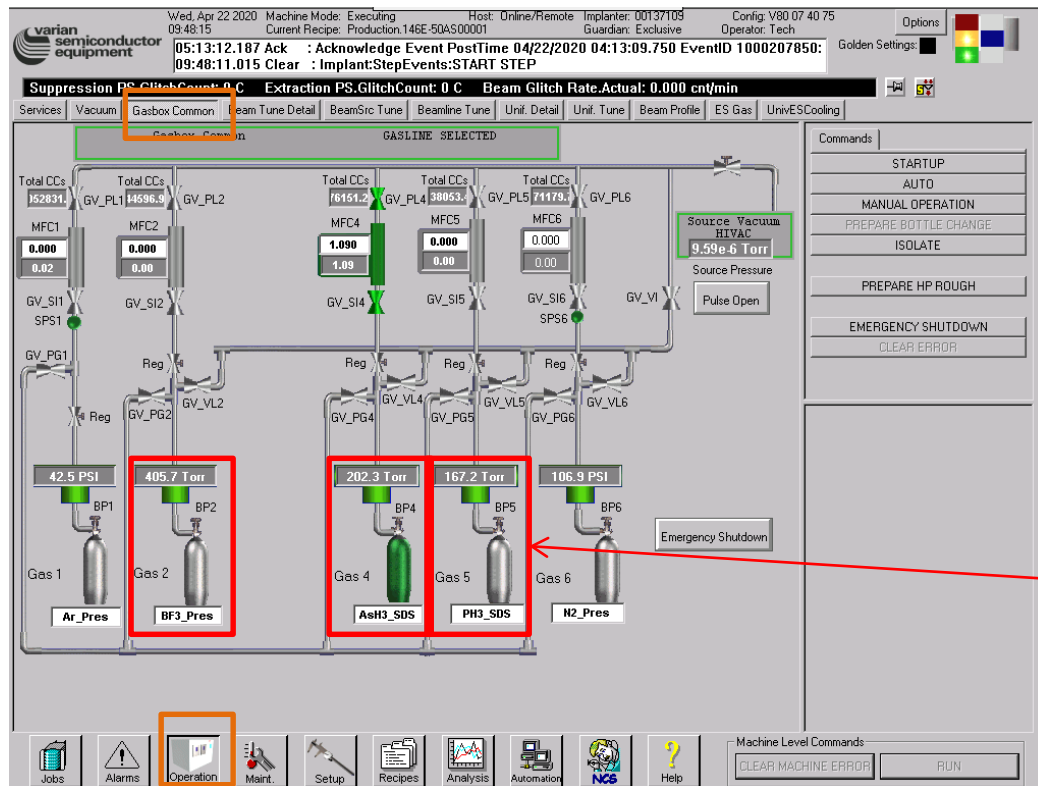 varian
semiconductor
equipment
Wed, Apr 22 2020 Machine Mode: Executing Host: Online/Remote Implanter: 00137109 Config: V80 07 40 75
09:48:15 Current Recipe: Production.146E-50AS00001 Guardian: Exclusive Operator: Tech
Options
Golden Settings:
05:13:12.187 Ack : Acknowledge Event PostTime 04/22/2020 04:13:09.750 EventID 1000207850:
09:48:11.015 Clear : Implant:StepEvents:START STEP
Suppression PS.GlitchCount: 0 C Extraction PS.GlitchCount: 0 C Beam Glitch Rate.Actual: 0.000 cnt/min
Services Vacuum Gasbox Common Beam Tune Detail BeamSrc Tune Beamline Tune Unif. Detail Unif. Tune Beam Profile ES Gas UnivESCooling
Gasbox Common GASLINE SELECTED
Total CCs Total CCs Total CCs Total CCs Total CCs
52831. GV_PL1 4596.9 GV_PL2 76151.2 GV_PL4 38053. GV_PL5 71179. GV_PL6
MFC1 MFC2 MFC4 MFC5 MFC6
0.000 0.000 1.090 0.000 0.000
0.02 0.00 1.09 0.00 0.00
Source Vacuum
HIVAC
9.59e-6 Torr
Source Pressure
Pulse Open
GV_SI1 GV_SI2 GV_SI4 GV_SI5 GV_SI6 GV_VI
SPS1 SPS6
GV_PG1 Reg Reg Reg Reg
GV_VL2 GV_VL4 GV_VL5 GV_VL6
Reg GV_PG2 GV_PG4 GV_PG5 GV_PG6
42.5 PSI 405.7 Torr 202.3 Torr 167.2 Torr 106.9 PSI
BP1 BP2 BP4 BP5 BP6
Emergency Shutdown
Gas 1 Gas 2 Gas 4 Gas 5 Gas 6
Ar_Pres BF3_Pres AsH3_SDS PH3_SDS N2_Pres
Commands
STARTUP
AUTO
MANUAL OPERATION
PREPARE BOTTLE CHANGE
ISOLATE
PREPARE HP ROUGH
EMERGENCY SHUTDOWN
CLEAR ERROR
Jobs Alarms Operation Maint. Setup Recipes Analysis Automation NCS Help
Machine Level Commands
CLEAR MACHINE ERROR RUN